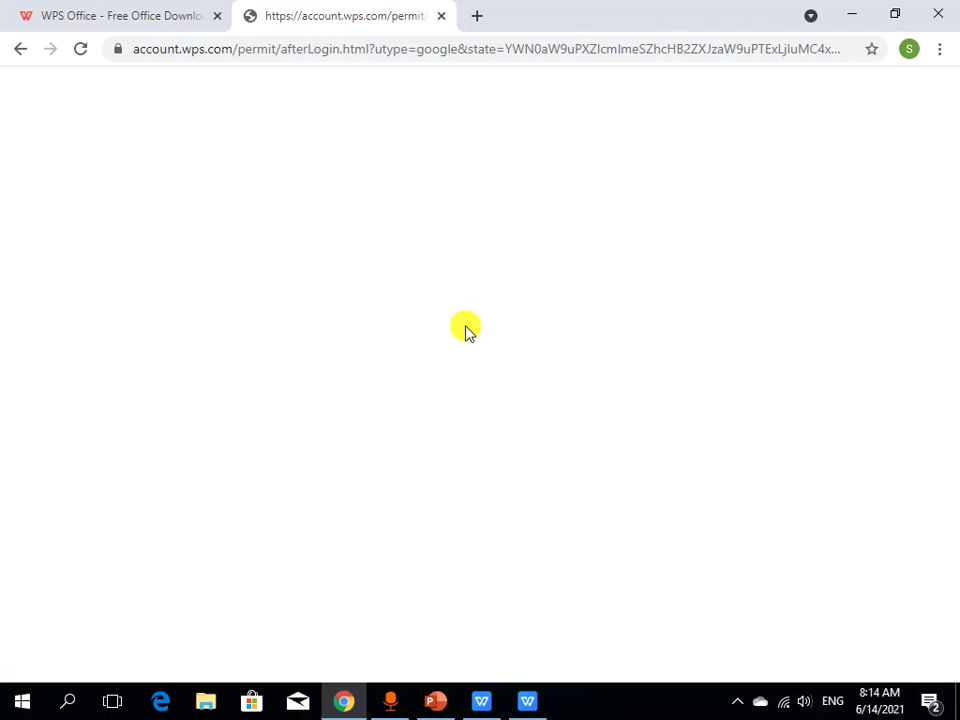 WPS Office - Free Office Downlo
https://account.wps.com/permit/
account.wps.com/permit/afterLogin.html?utype=google&state=YWN0aW9uPXZlcmlmeSZhcHB2ZXJzaW9uPTExLjIuMC4x...
S
ENG
8:14 AM
6/14/2021
2